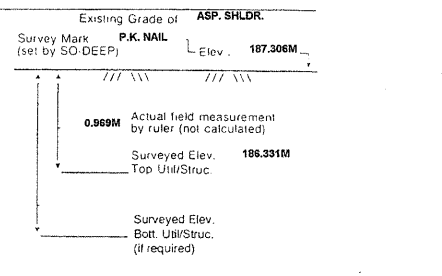 Existing Grade of ASP. SHLDR.
Survey Mark P.K. NAIL
(set by SO-DEEP) Elev. 187.306M
0.969M Actual field measurement
by ruler (not calculated)
Surveyed Elev. 186.331M
Top Util/Struc.
Surveyed Elev.
Bott. Util/Struc.
(if required)